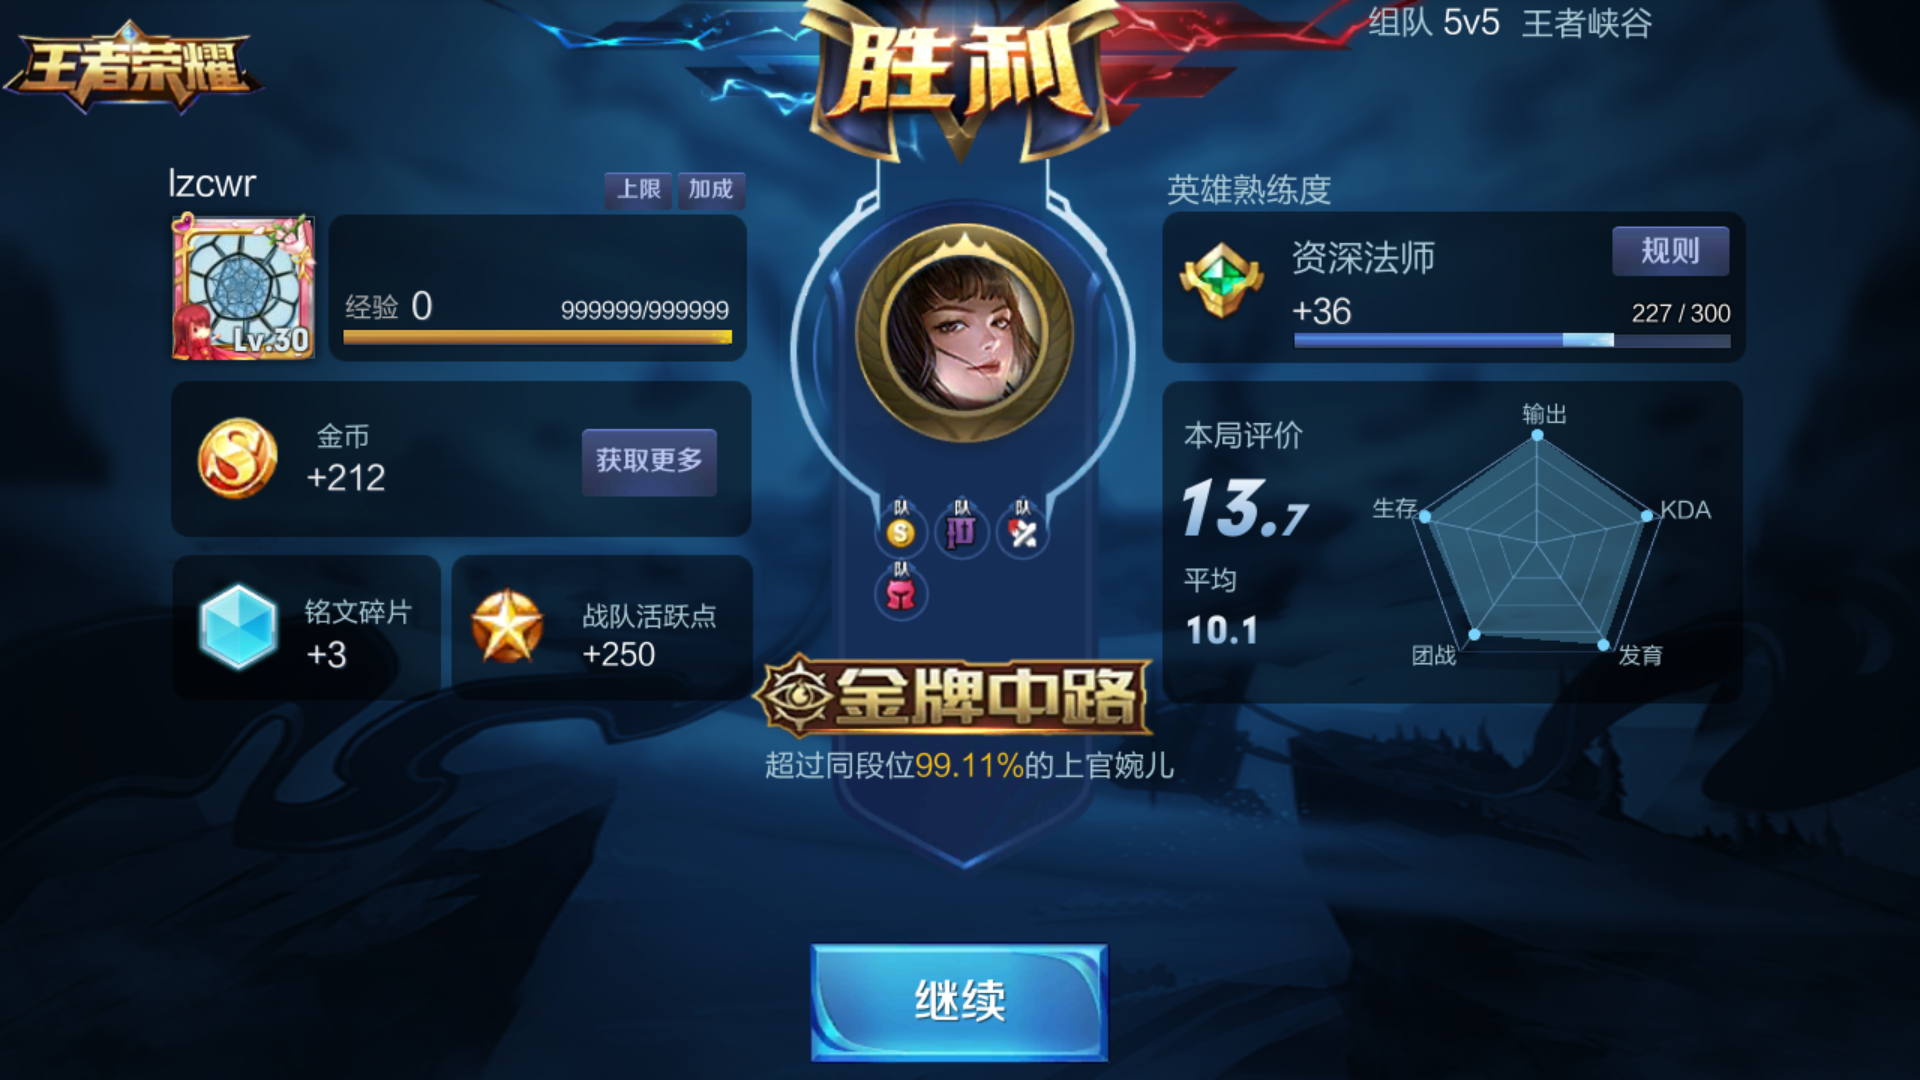 王者荣耀
胜利
组队 5v5 王者峡谷
lzcwr
上限 加成
Lv.30
经验 0
999999/999999
金币
+212
获取更多
铭文碎片
+3
战队活跃点
+250
队 队 队
队
金牌中路
超过同段位99.11%的上官婉儿
英雄熟练度
资深法师
规则
+36
227 / 300
本局评价
13.7
平均
10.1
输出
生存
KDA
团战
发育
继续